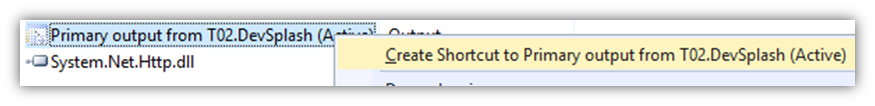 Primary output from T02.DevSplash (Active)
Output
Create Shortcut to Primary output from T02.DevSplash (Active)
System.Net.Http.dll